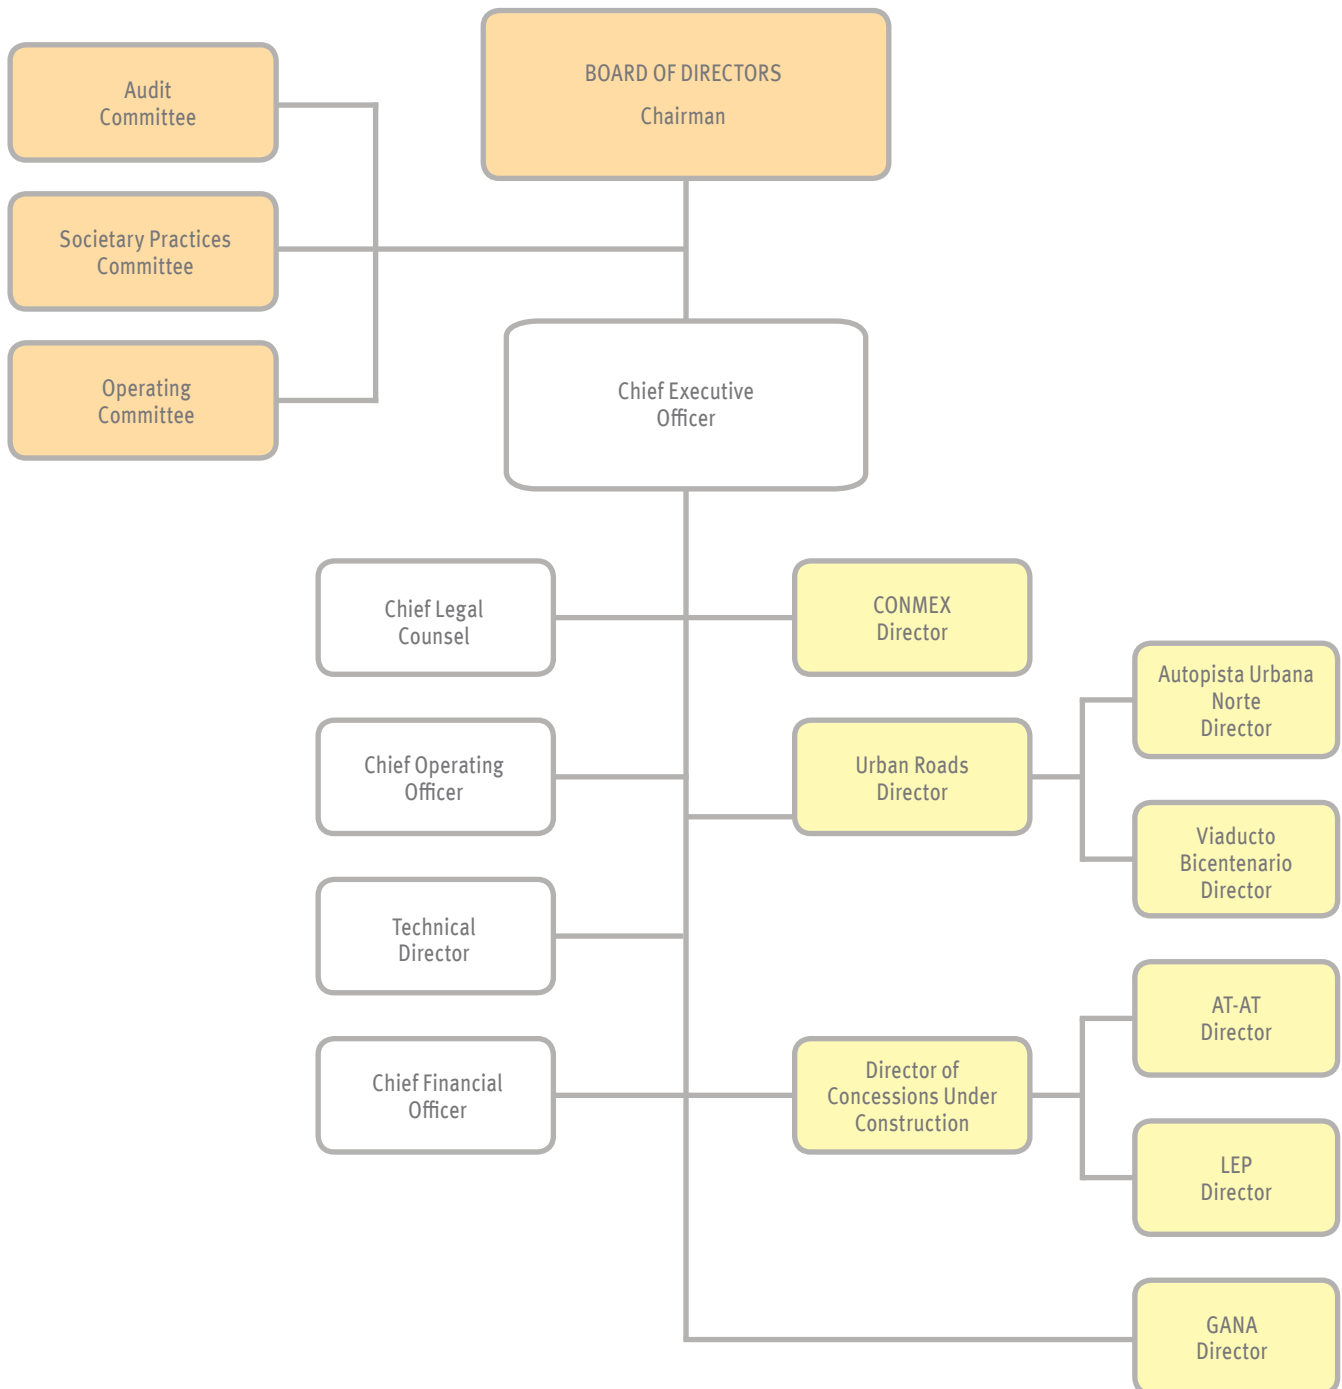 BOARD OF DIRECTORS
Chairman
Audit
Committee
Societary Practices
Committee
Operating
Committee
Chief Executive
Officer
Chief Legal
Counsel
CONMEX
Director
Autopista Urbana
Norte
Director
Chief Operating
Officer
Urban Roads
Director
Viaducto
Bicentenario
Director
Technical
Director
AT-AT
Director
Chief Financial
Officer
Director of
Concessions Under
Construction
LEP
Director
GANA
Director